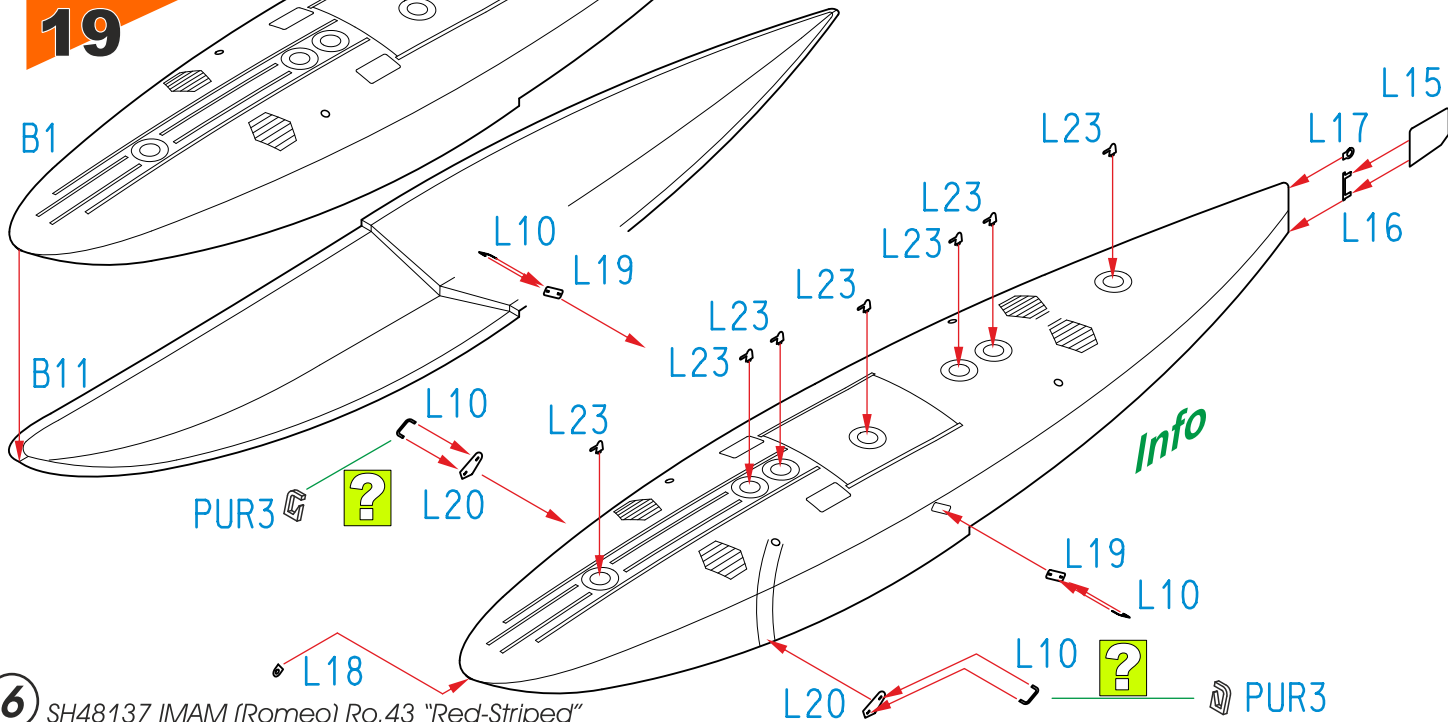 19
B1
L15
L23
L17
L23
L10
L23
L16
L19
L23
L23
B11
L23
L10
L23
Info
PUR3
?
L20
L19
L10
L18
L10
?
L20
PUR3
6 SH48137 IMAM (Romeo) Ro.43 "Red-Striped"